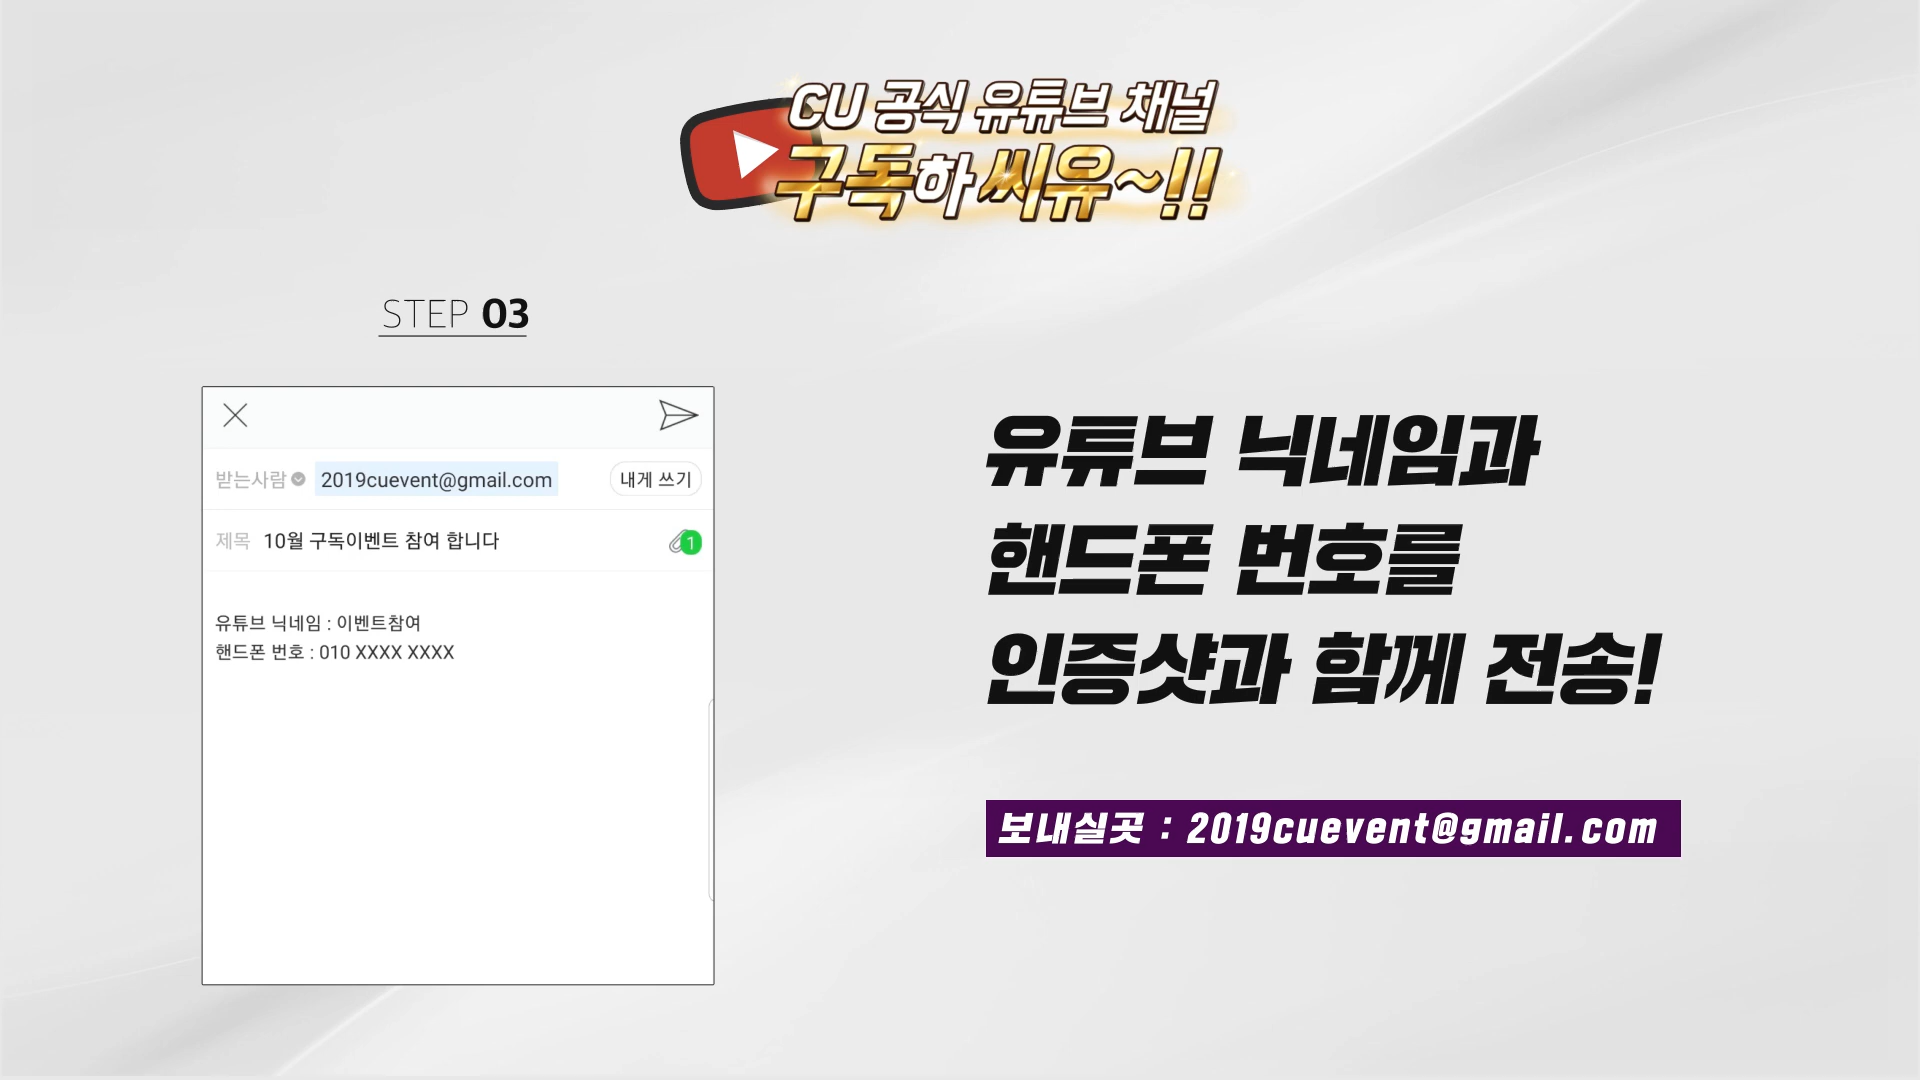 CU 공식 유튜브 채널
구독하씨유~!!
STEP 03
받는사람 2019cuevent@gmail.com 내게 쓰기
제목 10월 구독이벤트 참여 합니다 1
유튜브 닉네임 : 이벤트참여
핸드폰 번호 : 010 XXXX XXXX
유튜브 닉네임과
핸드폰 번호를
인증샷과 함께 전송!
보내실곳 : 2019cuevent@gmail.com